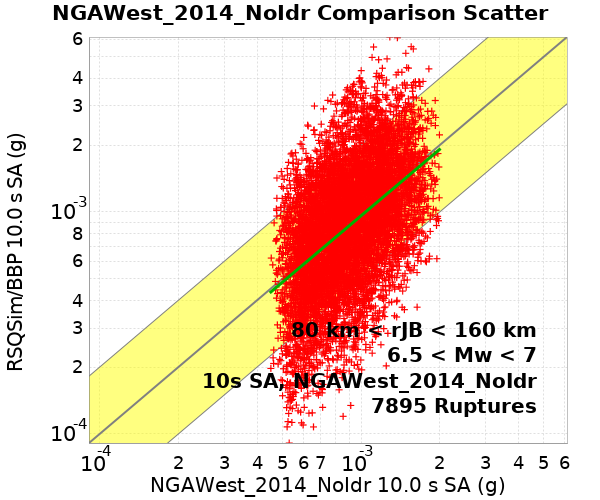 NGAWest_2014_NoIdr Comparison Scatter
RSQSim/BBP 10.0 s SA (g)
6
4
3
2
10-3
8
6
4
3
2
10-4
80 km < rJB < 160 km
6.5 < Mw < 7
10s SA, NGAWest_2014_NoIdr
7895 Ruptures
10-4 2 3 4 5 6 7 10-3 2 3 4 5 6
NGAWest_2014_NoIdr 10.0 s SA (g)